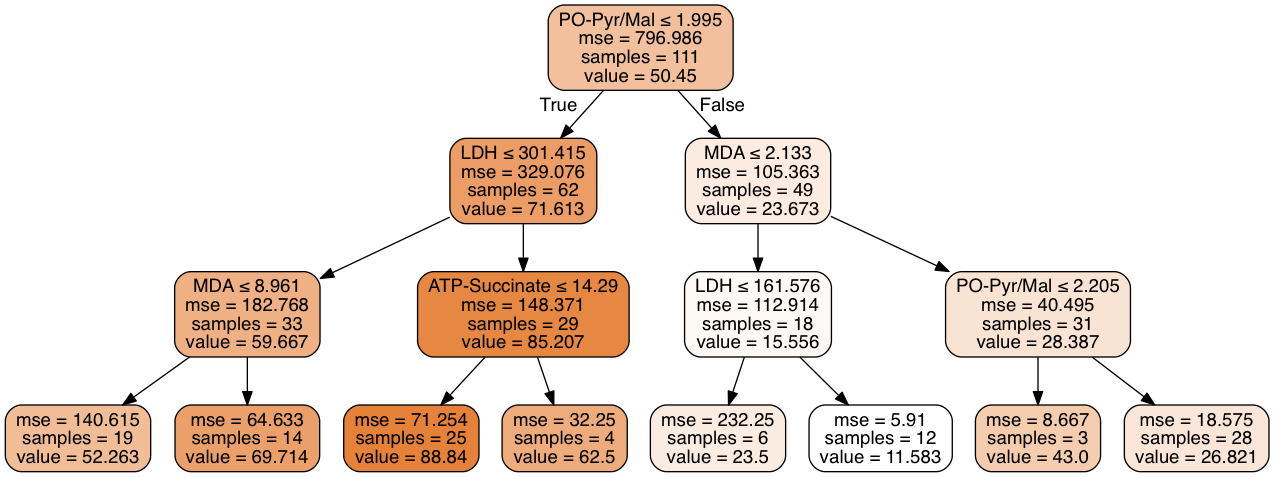 PO-Pyr/Mal ≤ 1.995
mse = 796.986
samples = 111
value = 50.45
True
False
LDH ≤ 301.415
mse = 329.076
samples = 62
value = 71.613
MDA ≤ 2.133
mse = 105.363
samples = 49
value = 23.673
MDA ≤ 8.961
mse = 182.768
samples = 33
value = 59.667
ATP-Succinate ≤ 14.29
mse = 148.371
samples = 29
value = 85.207
LDH ≤ 161.576
mse = 112.914
samples = 18
value = 15.556
PO-Pyr/Mal ≤ 2.205
mse = 40.495
samples = 31
value = 28.387
mse = 140.615
samples = 19
value = 52.263
mse = 64.633
samples = 14
value = 69.714
mse = 71.254
samples = 25
value = 88.84
mse = 32.25
samples = 4
value = 62.5
mse = 232.25
samples = 6
value = 23.5
mse = 5.91
samples = 12
value = 11.583
mse = 8.667
samples = 3
value = 43.0
mse = 18.575
samples = 28
value = 26.821